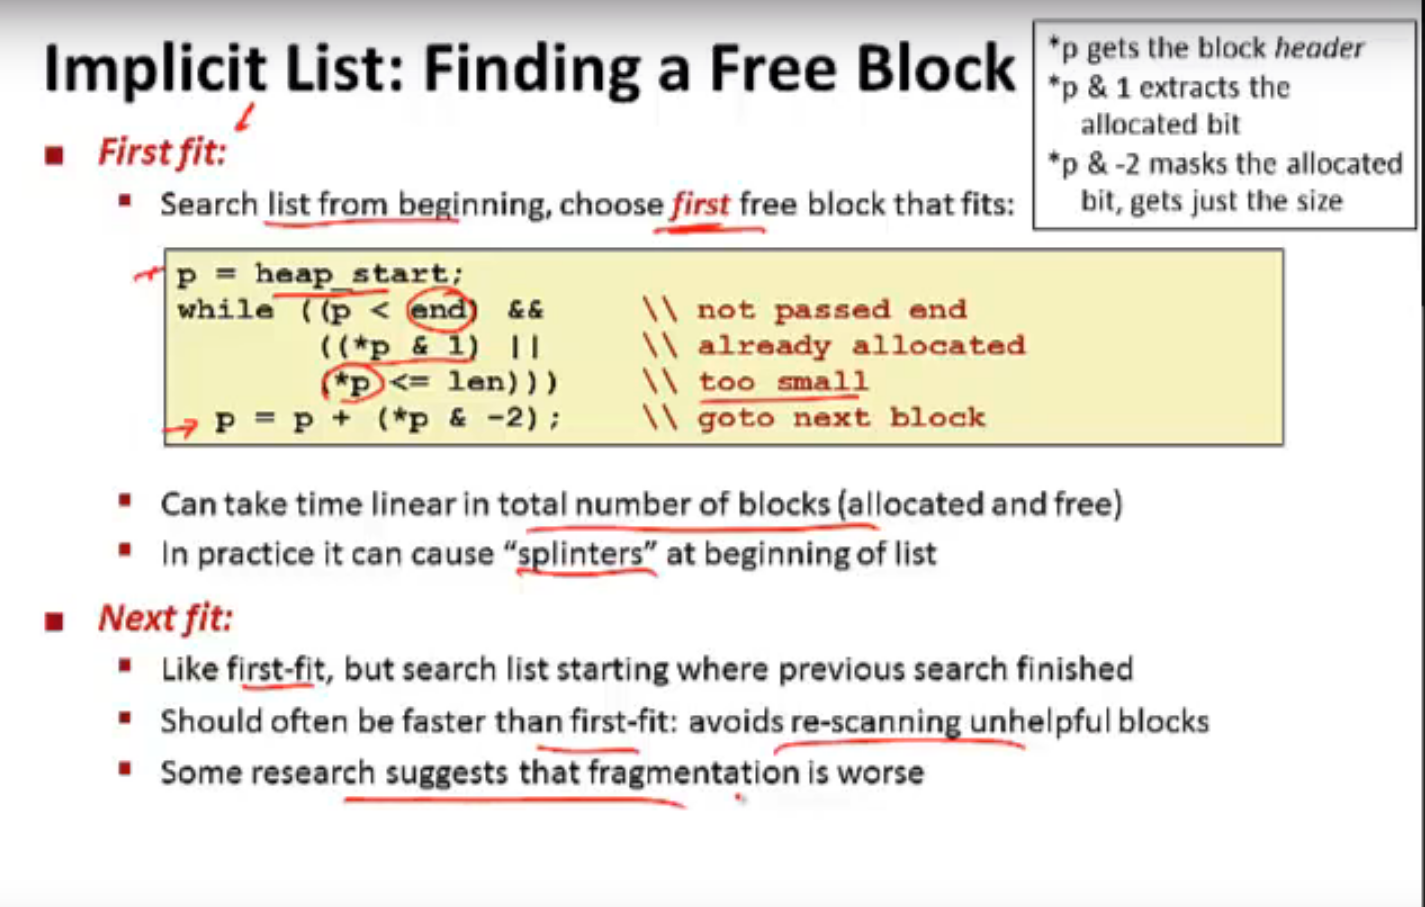 Implicit List: Finding a Free Block
*p gets the block header
*p & 1 extracts the
allocated bit
*p & -2 masks the allocated
bit, gets just the size
First fit:
Search list from beginning, choose first free block that fits:
p = heap_start;
while ((p < end) && \\ not passed end
((*p & 1) || \\ already allocated
(*p <= len))) \\ too small
p = p + (*p & -2); \\ goto next block
Can take time linear in total number of blocks (allocated and free)
In practice it can cause “splinters” at beginning of list
Next fit:
Like first-fit, but search list starting where previous search finished
Should often be faster than first-fit: avoids re-scanning unhelpful blocks
Some research suggests that fragmentation is worse